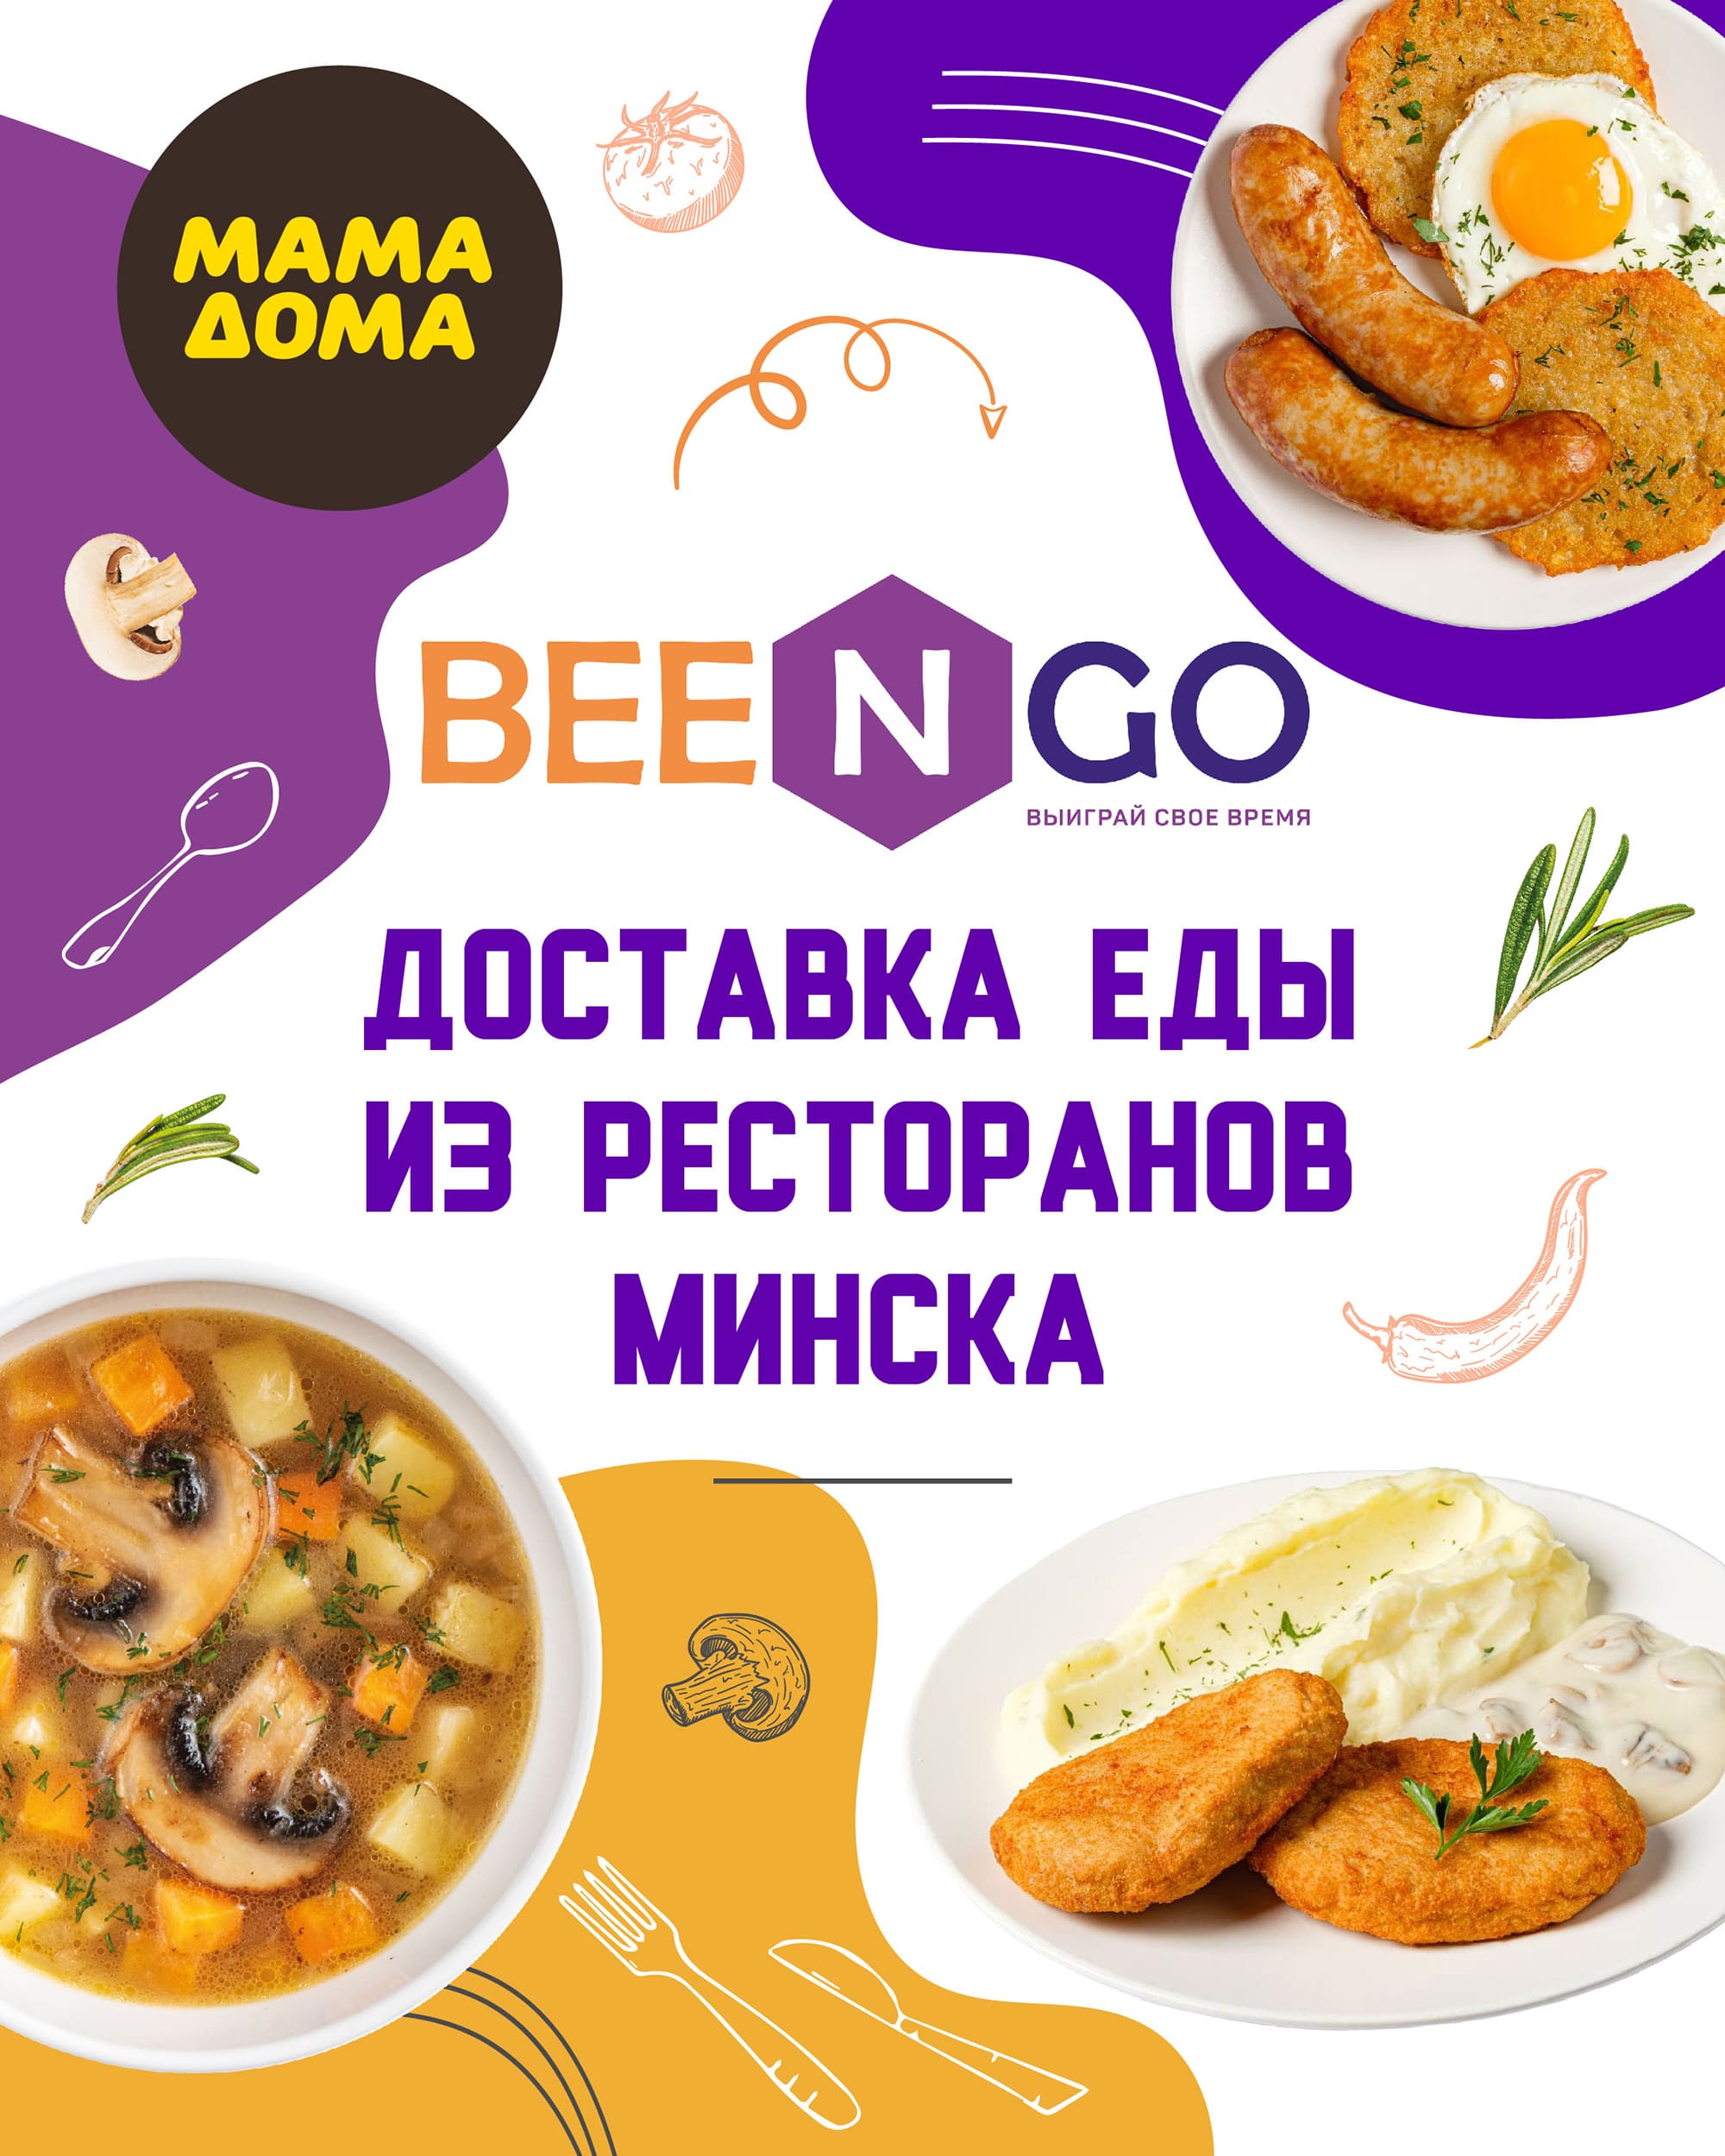 МАМА
ДОМА
BEENGO
ВЫИГРАЙ СВОЕ ВРЕМЯ
ДОСТАВКА ЕДЫ
ИЗ РЕСТОРАНОВ
МИНСКА